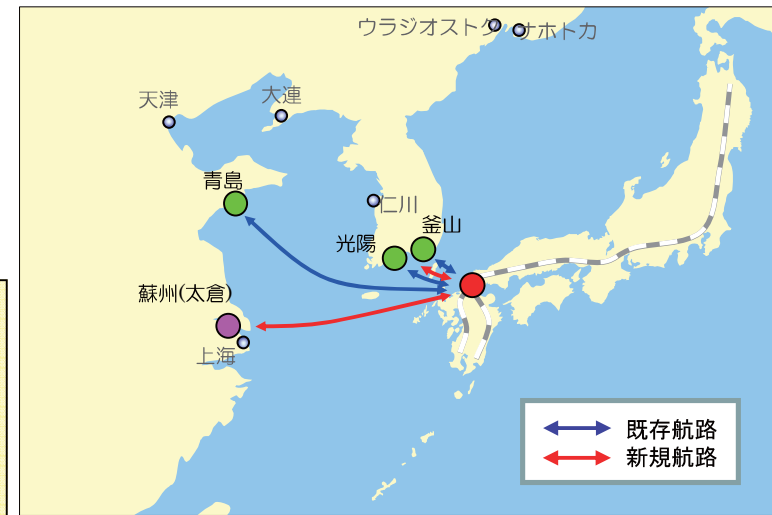 ウラジオストク
ナホトカ
天津
大連
青島
仁川
釜山
光陽
蘇州(太倉)
上海
既存航路
新規航路